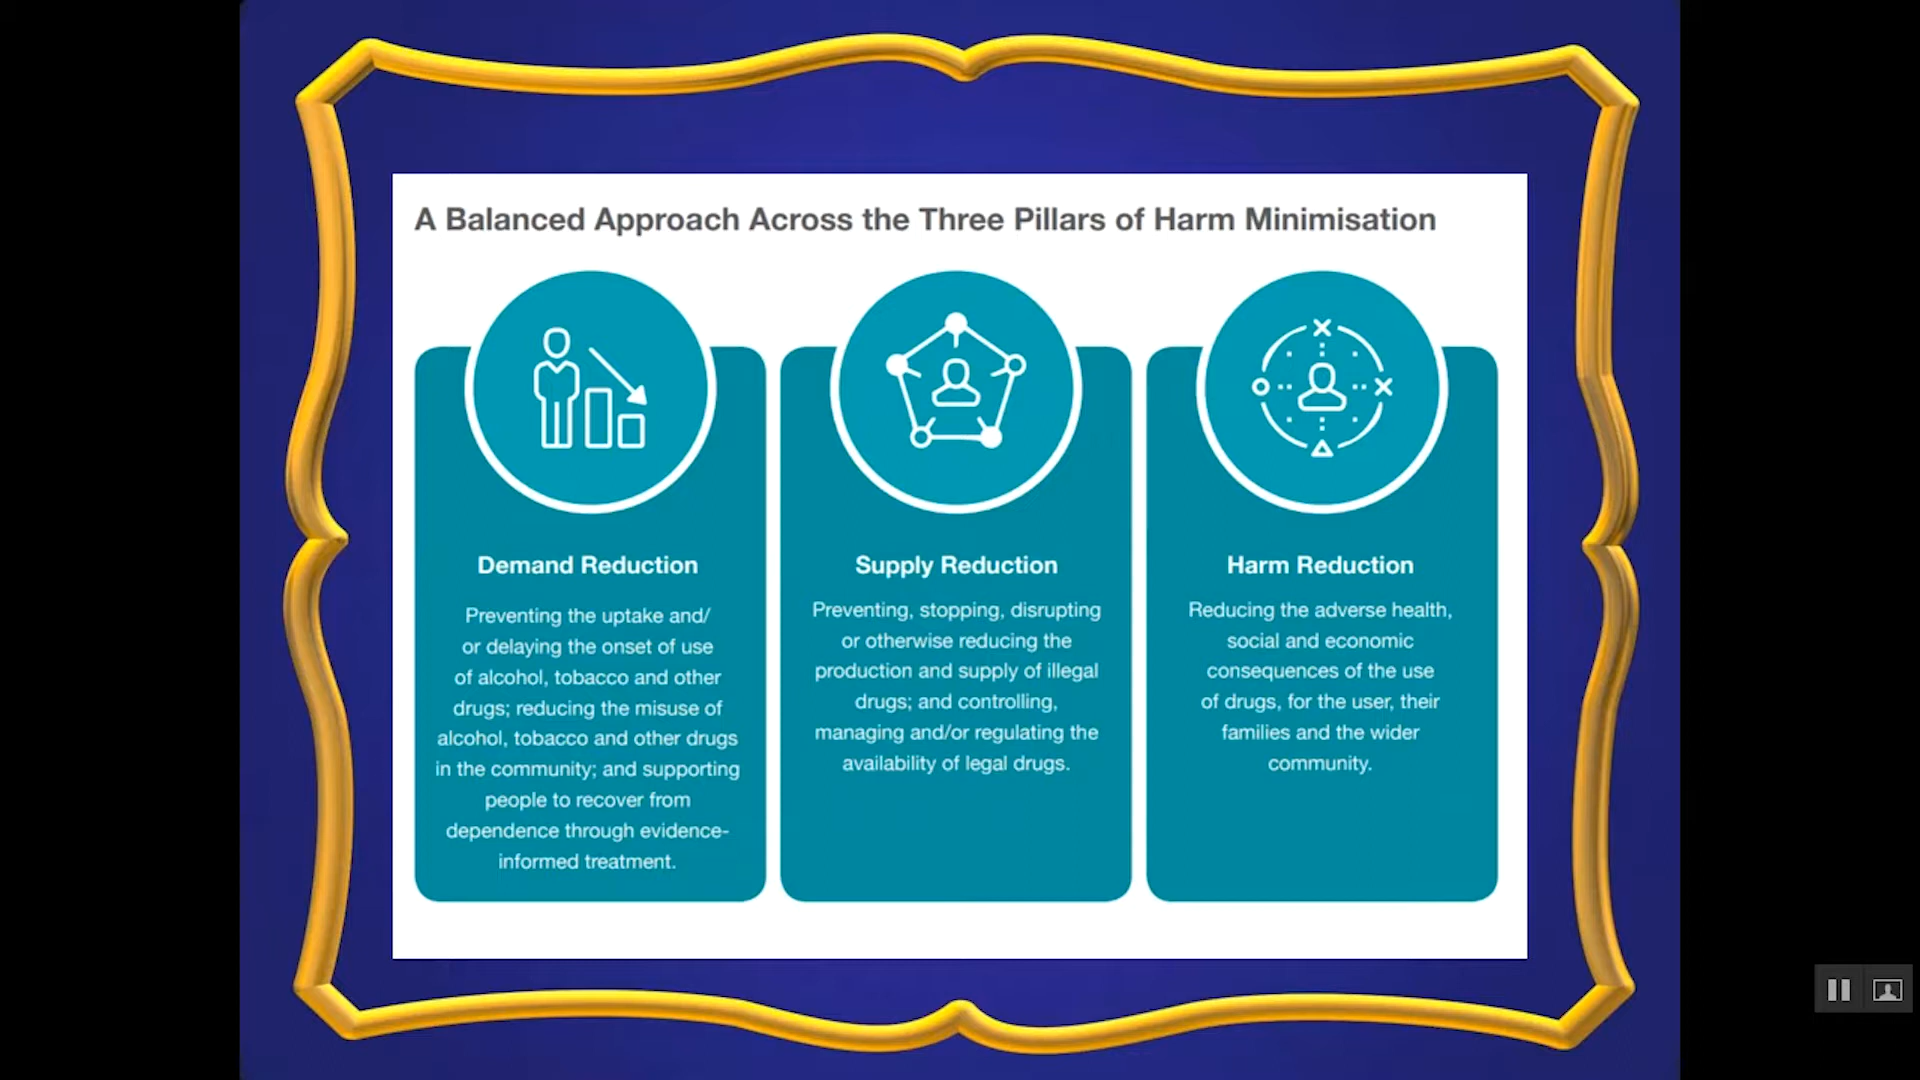 A Balanced Approach Across the Three Pillars of Harm Minimisation
Demand Reduction
Preventing the uptake and/
or delaying the onset of use
of alcohol, tobacco and other
drugs; reducing the misuse of
alcohol, tobacco and other drugs
in the community; and supporting
people to recover from
dependence through evidence-
informed treatment.
Supply Reduction
Preventing, stopping, disrupting
or otherwise reducing the
production and supply of illegal
drugs; and controlling,
managing and/or regulating the
availability of legal drugs.
Harm Reduction
Reducing the adverse health,
social and economic
consequences of the use
of drugs, for the user, their
families and the wider
community.